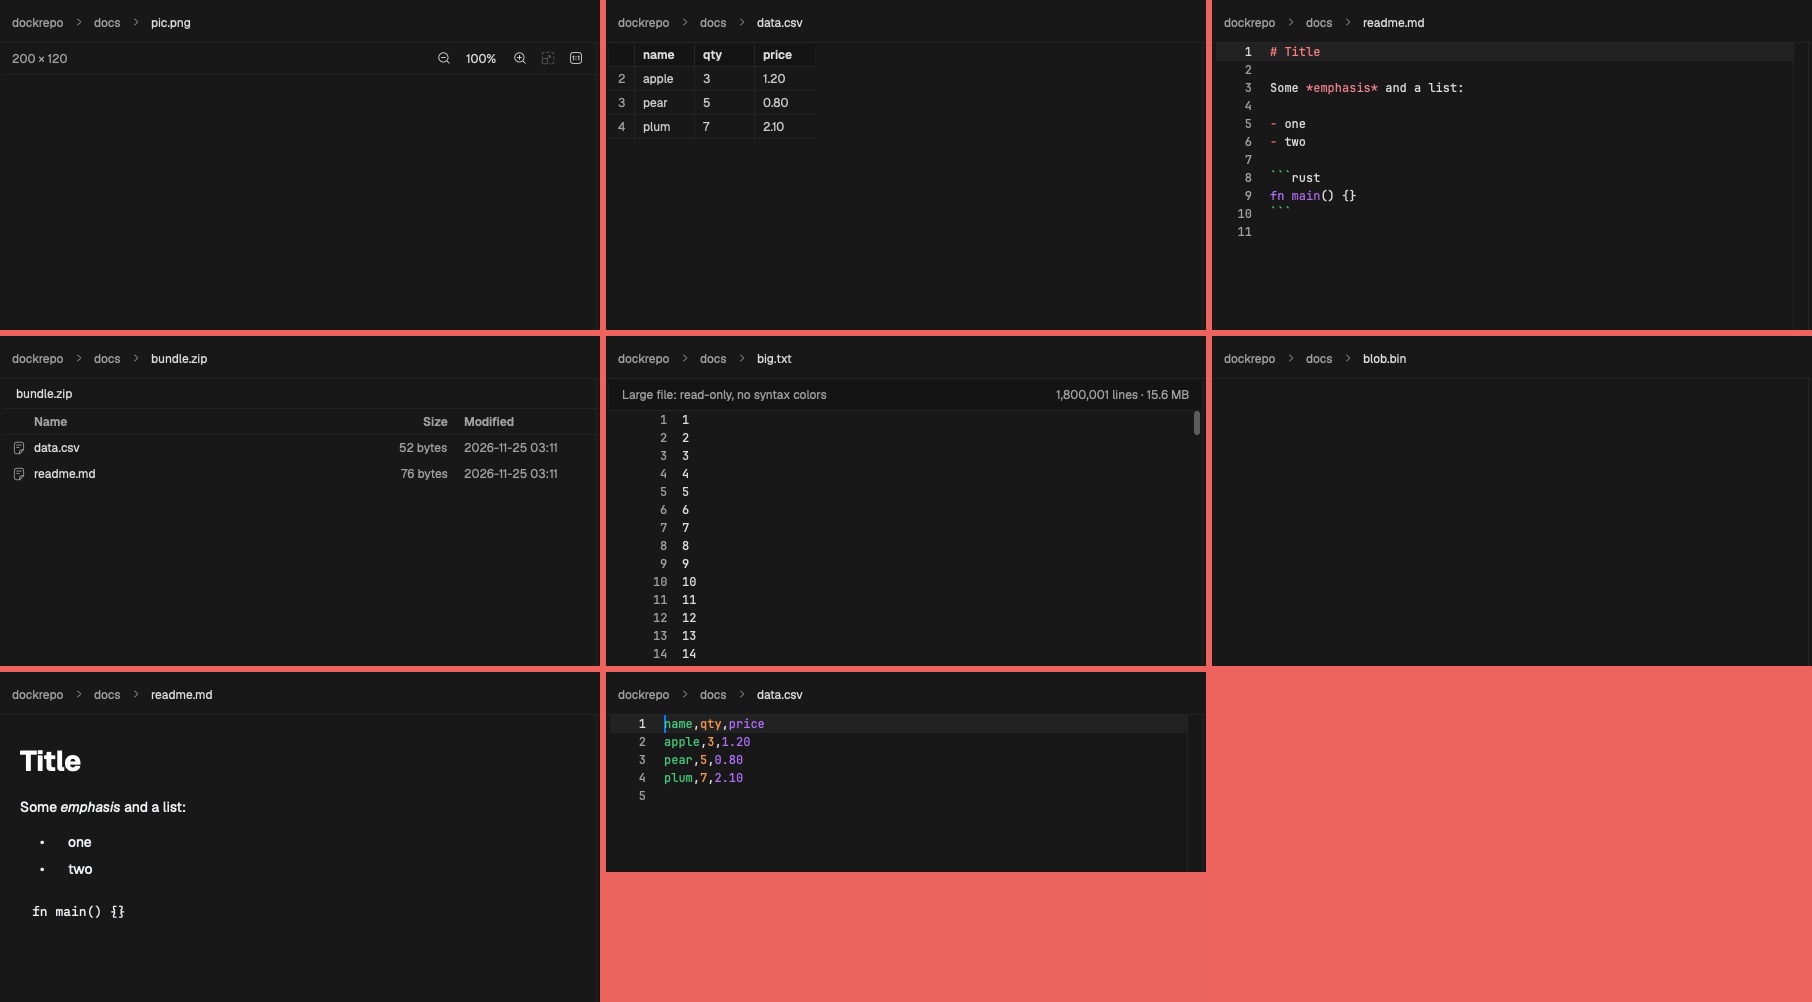 dockrepo > docs > pic.png
200 × 120 100%
dockrepo > docs > data.csv
name qty price
2 apple 3 1.20
3 pear 5 0.80
4 plum 7 2.10
dockrepo > docs > readme.md
1 # Title
2
3 Some *emphasis* and a list:
4
5 - one
6 - two
7
8 ```rust
9 fn main() {}
10 ```
11
dockrepo > docs > bundle.zip
bundle.zip
Name Size Modified
data.csv 52 bytes 2026-11-25 03:11
readme.md 76 bytes 2026-11-25 03:11
dockrepo > docs > big.txt
Large file: read-only, no syntax colors 1,800,001 lines · 15.6 MB
1 1
2 2
3 3
4 4
5 5
6 6
7 7
8 8
9 9
10 10
11 11
12 12
13 13
14 14
dockrepo > docs > blob.bin
dockrepo > docs > readme.md
Title
Some emphasis and a list:
• one
• two
fn main() {}
dockrepo > docs > data.csv
1 name,qty,price
2 apple,3,1.20
3 pear,5,0.80
4 plum,7,2.10
5